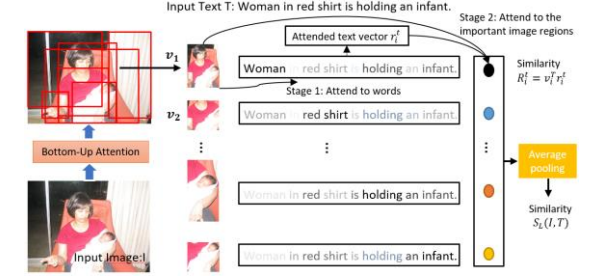 Input Text T: Woman in red shirt is holding an infant.
Stage 2: Attend to the
important image regions
Attended text vector rᵢᵗ
v₁
Woman in red shirt is holding an infant.
Similarity
Rᵢᵗ = vᵢᵀrᵢᵗ
Stage 1: Attend to words
v₂
Woman in red shirt is holding an infant.
Bottom-Up Attention
⋮ ⋮ ⋮
Average
pooling
Woman in red shirt is holding an infant.
Similarity
S_L(I,T)
Input Image:I
Woman in red shirt is holding an infant.